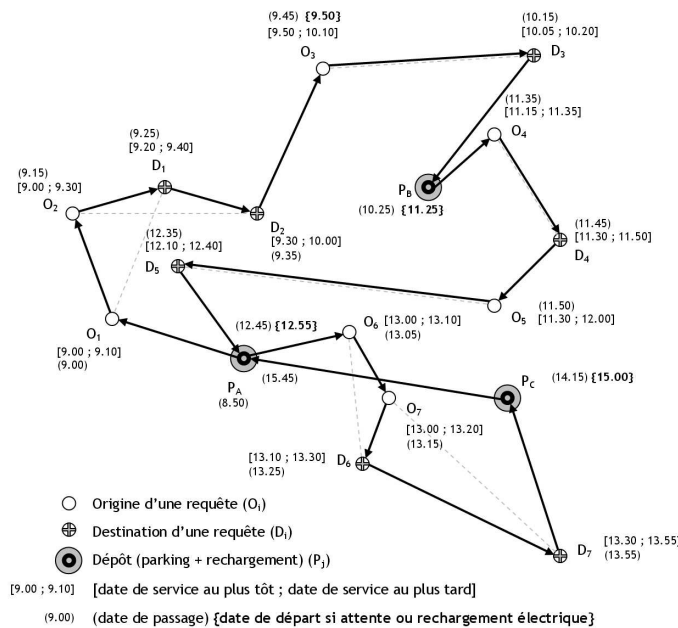 (9.45) {9.50}
[9.50 ; 10.10]
O3
(10.15)
[10.05 ; 10.20]
D3
(11.35)
[11.15 ; 11.35]
O4
(9.25)
[9.20 ; 9.40]
D1
(9.15)
[9.00 ; 9.30]
O2
PB
(10.25) {11.25}
D2
[9.30 ; 10.00]
(9.35)
(12.35)
[12.10 ; 12.40]
D5
(11.45)
[11.30 ; 11.50]
D4
O5
(11.50)
[11.30 ; 12.00]
O1
[9.00 ; 9.10]
(9.00)
(12.45) {12.55}
O6
[13.00 ; 13.10]
(13.05)
PA
(8.50)
(15.45)
PC
(14.15) {15.00}
O7
[13.00 ; 13.20]
(13.15)
[13.10 ; 13.30]
(13.25)
D6
D7
[13.30 ; 13.55]
(13.55)
Origine d'une requête (Oi)
Destination d'une requête (Di)
Dépôt (parking + rechargement) (Pj)
[9.00 ; 9.10] [date de service au plus tôt ; date de service au plus tard]
(9.00) (date de passage) {date de départ si attente ou rechargement électrique}